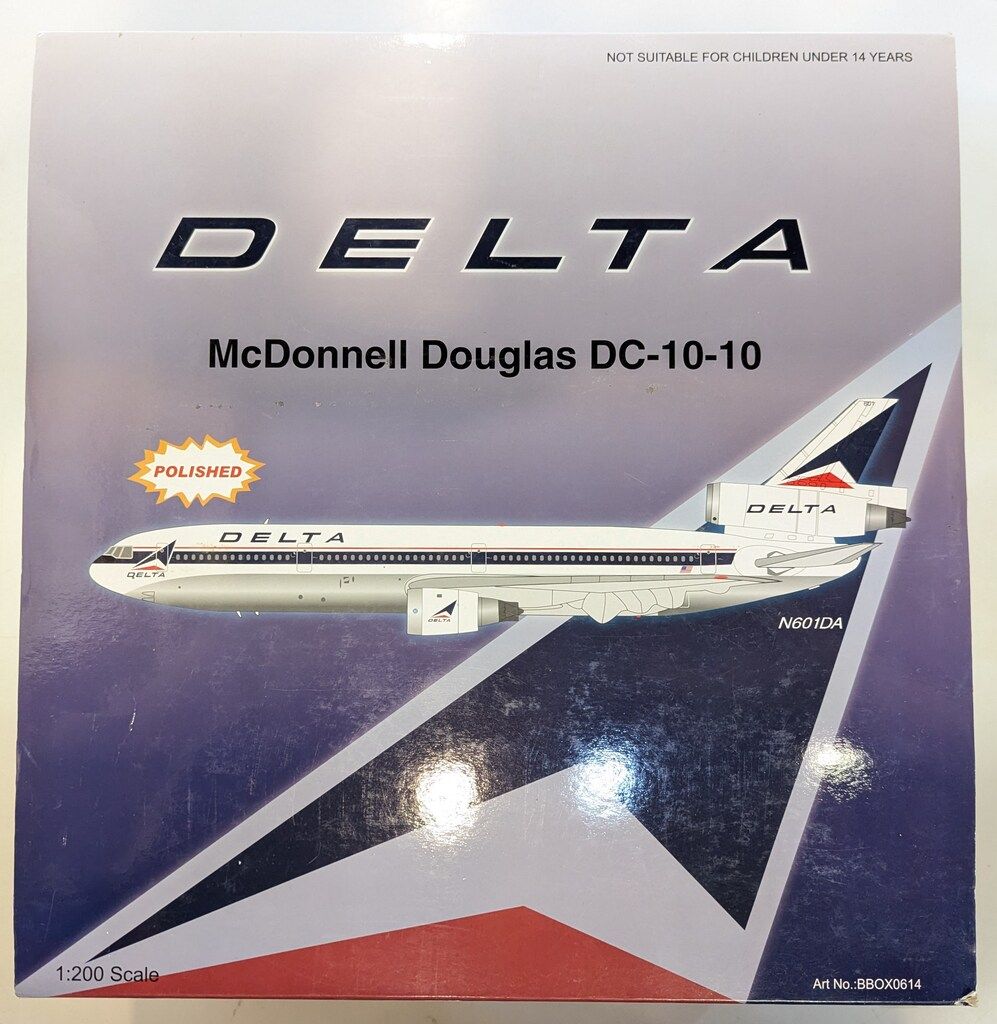 NOT SUITABLE FOR CHILDREN UNDER 14 YEARS
DELTA
McDonnell Douglas DC-10-10
POLISHED
DELTA
DELTA
DELTA
DELTA
N601DA
1:200 Scale
Art No.:BBOX0614